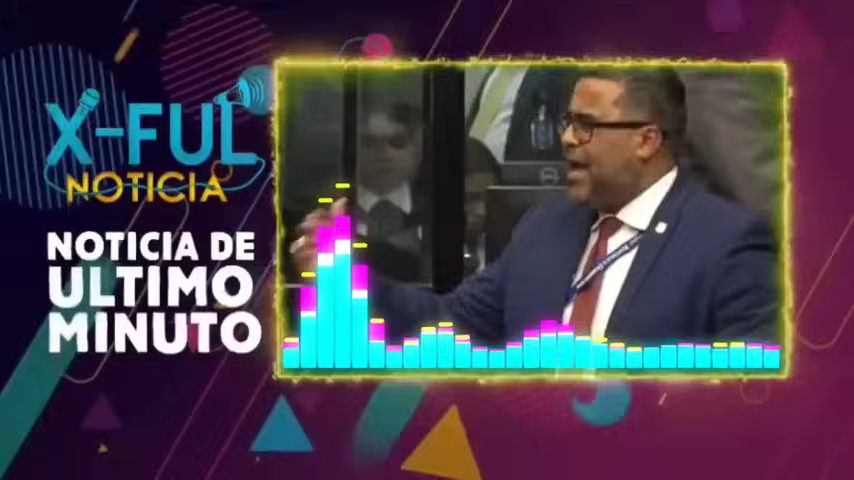 X-FUL
NOTICIA
NOTICIA DE
ULTIMO
MINUTO